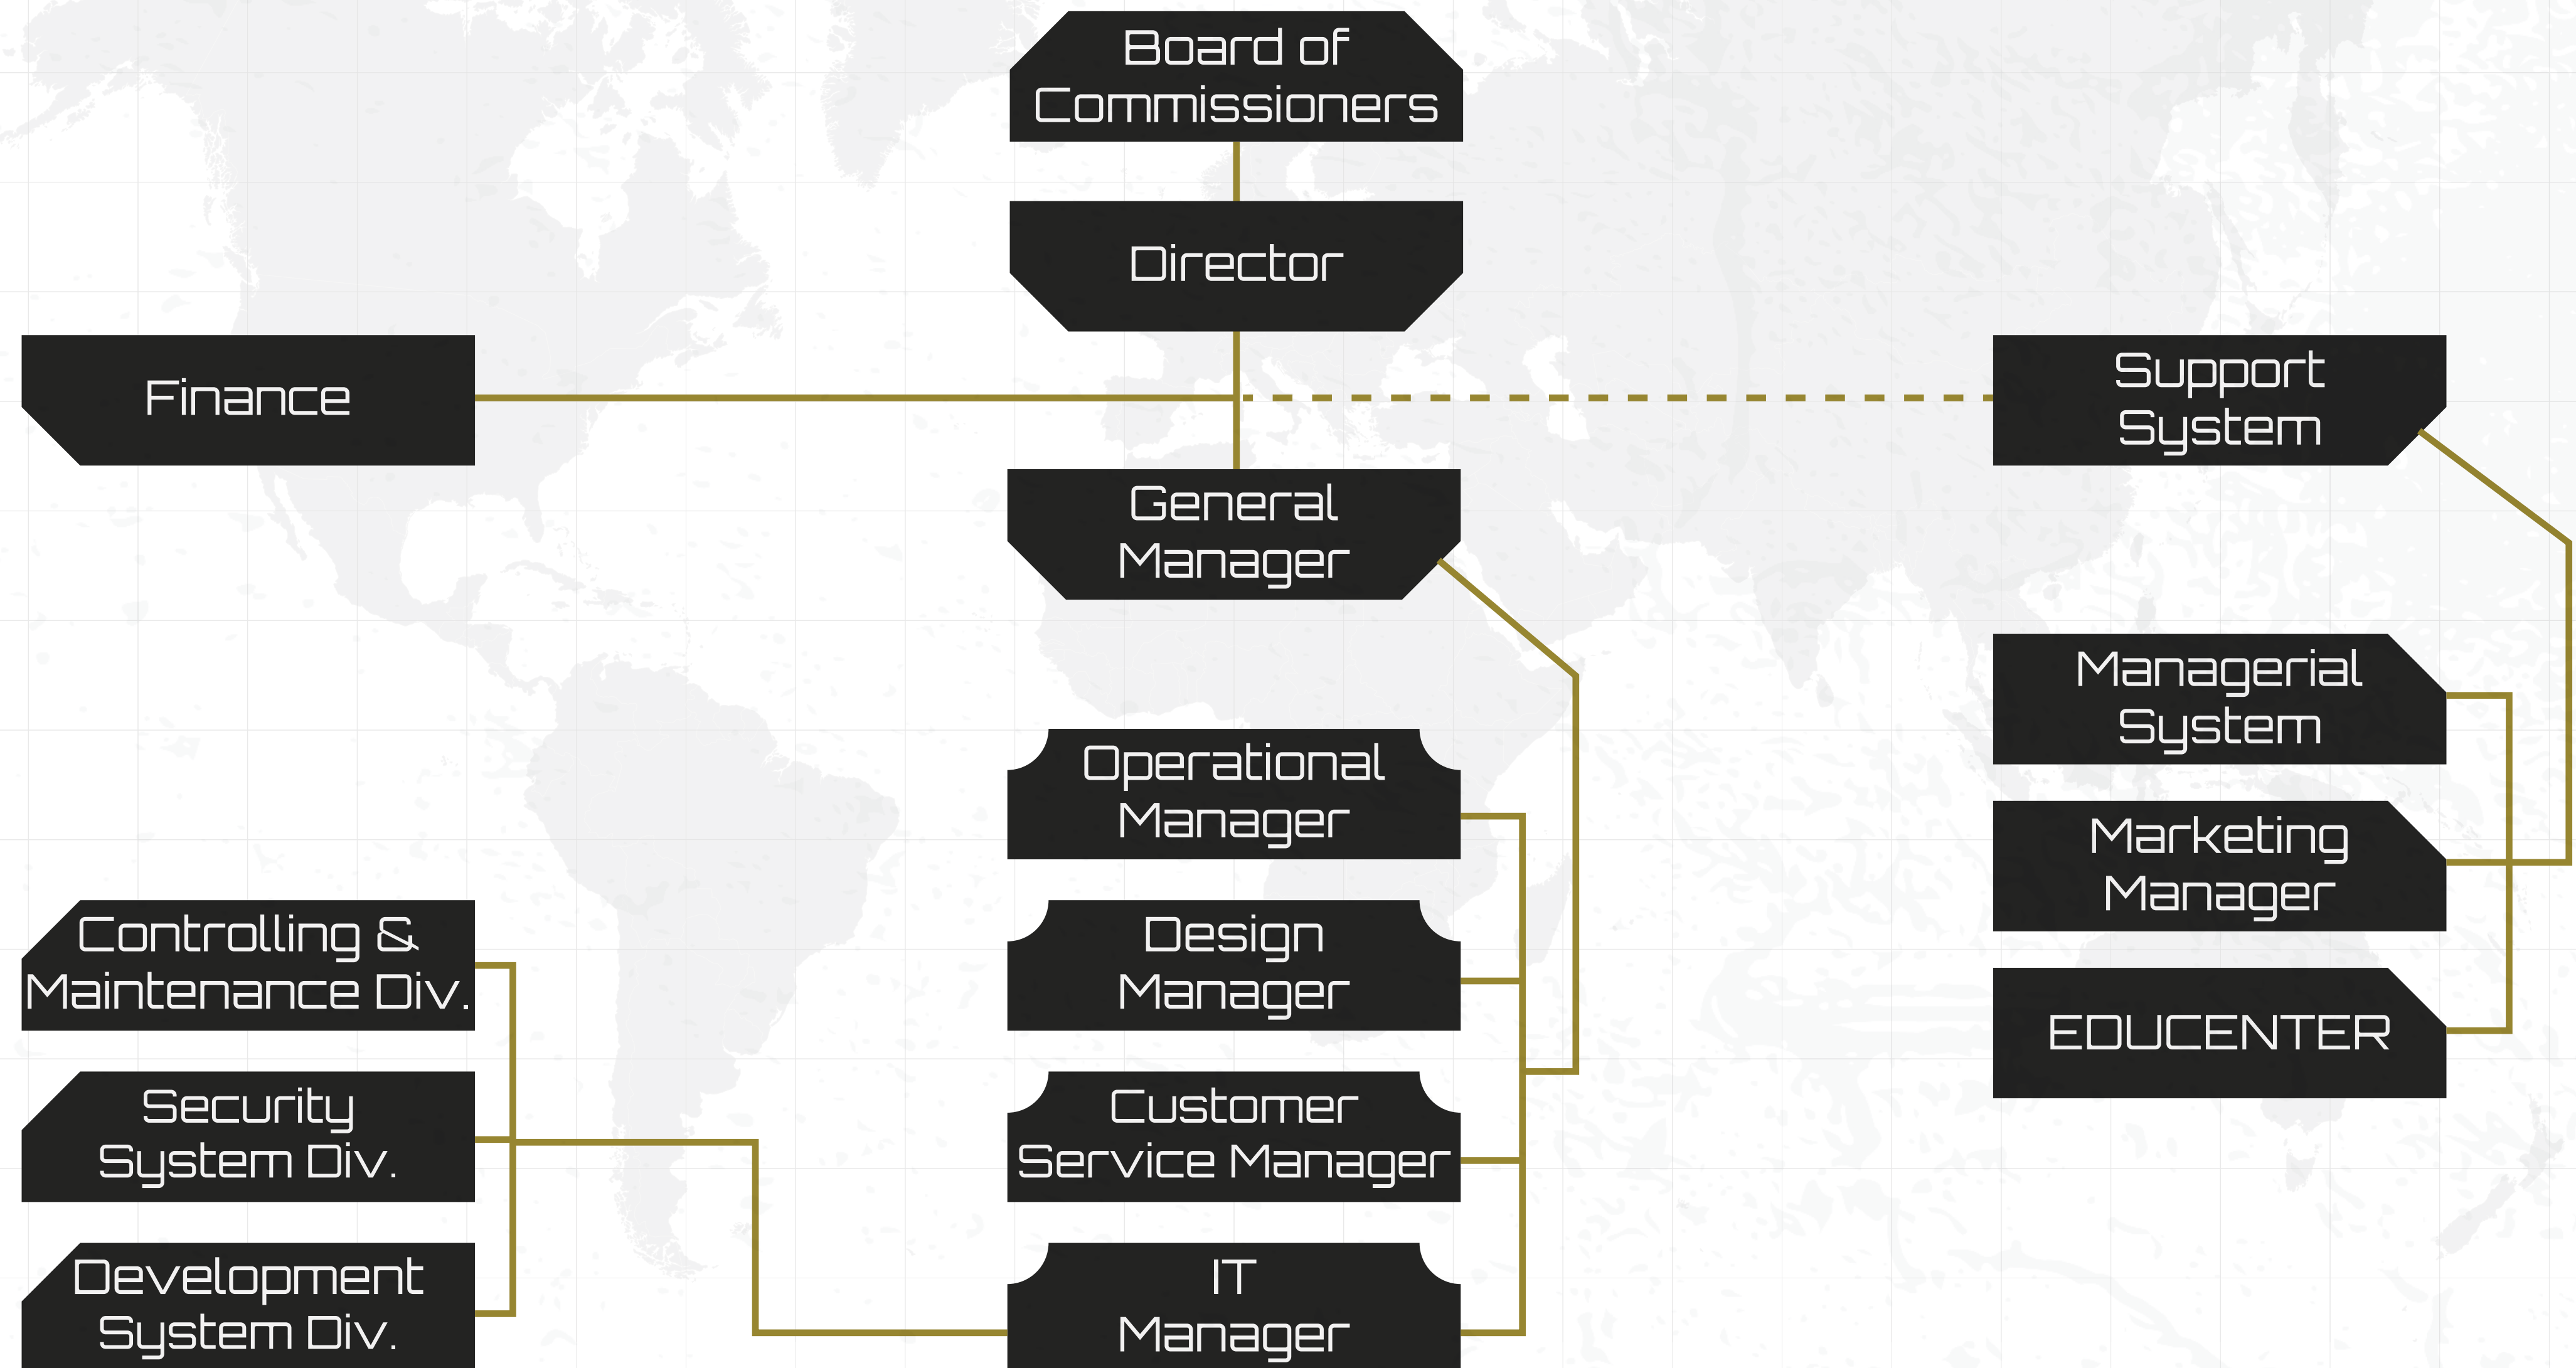 Board of
Commissioners
Director
Finance
Support
System
General
Manager
Managerial
System
Operational
Manager
Marketing
Manager
Controlling &
Maintenance Div.
Design
Manager
EDUCENTER
Security
System Div.
Customer
Service Manager
Development
System Div.
IT
Manager